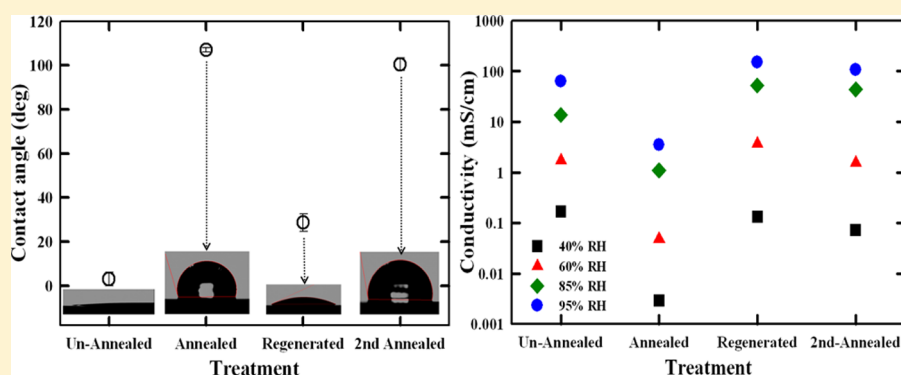 120
100
80
60
40
20
0
Contact angle (deg)
Un-Annealed Annealed Regenerated 2nd Annealed
Treatment
1000
100
10
1
0.1
0.01
0.001
Conductivity (mS/cm)
40% RH
60% RH
85% RH
95% RH
Un-Annealed Annealed Regenerated 2nd-Annealed
Treatment